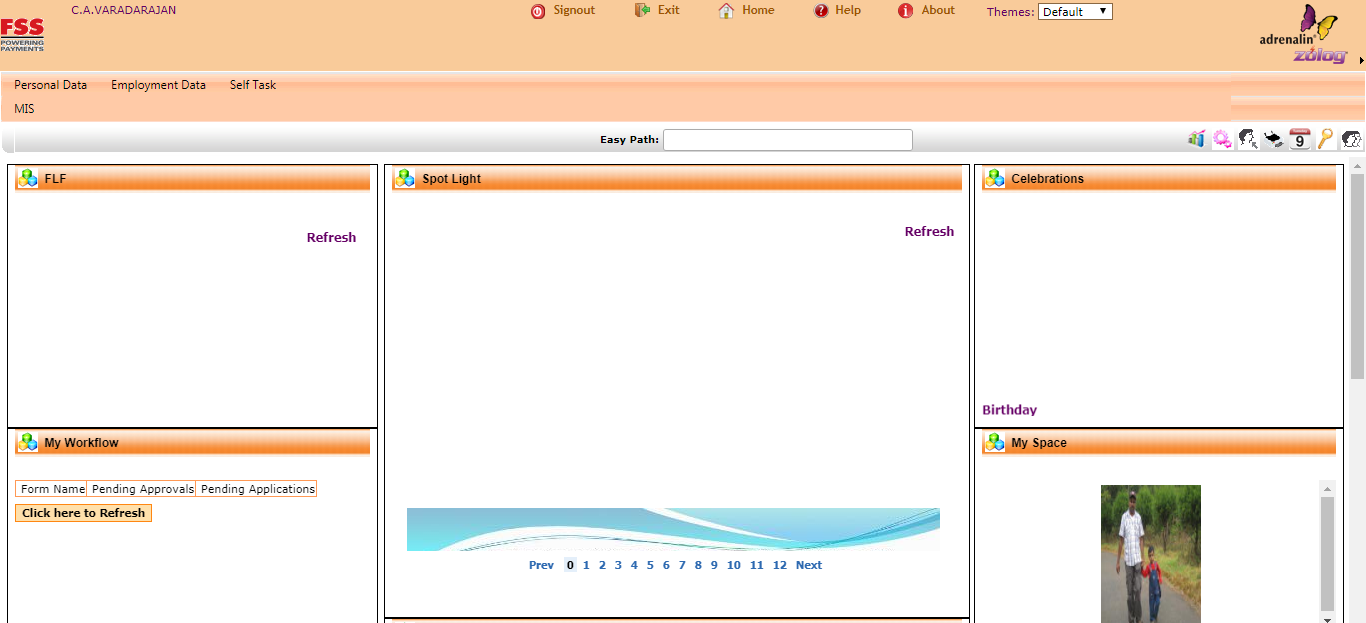 C.A.VARADARAJAN
Signout Exit Home Help About Themes: Default
FSS
POWERING
PAYMENTS
adrenalin
zolog
Personal Data Employment Data Self Task
MIS
Easy Path:
9
FLF
Refresh
Spot Light
Refresh
Celebrations
Birthday
My Workflow
Form Name Pending Approvals Pending Applications
Click here to Refresh
Prev 0 1 2 3 4 5 6 7 8 9 10 11 12 Next
My Space